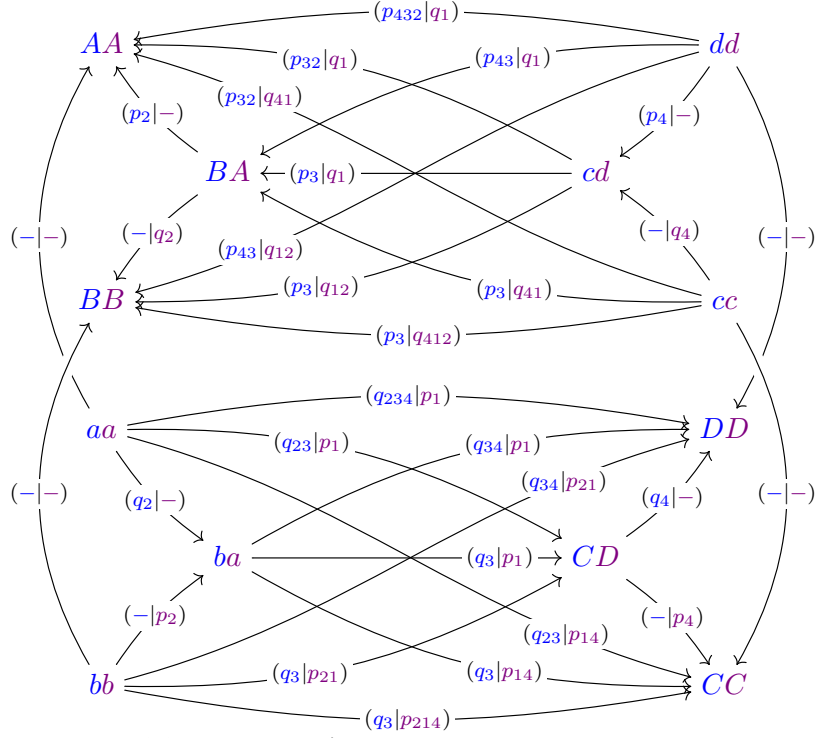 (p₄₃₂|q₁)
AA dd
(p₃₂|q₁) (p₄₃|q₁)
(p₃₂|q₄₁)
(p₂|−) (p₄|−)
BA (p₃|q₁) cd
(−|−) (−|q₂) (p₄₃|q₁₂) (−|q₄) (−|−)
(p₃|q₁₂) (p₃|q₄₁)
BB cc
(p₃|q₄₁₂)
(q₂₃₄|p₁)
aa DD
(q₂₃|p₁) (q₃₄|p₁)
(q₃₄|p₂₁)
(−|−) (q₂|−) (q₄|−) (−|−)
ba (q₃|p₁) CD
(−|p₂) (−|p₄)
(q₂₃|p₁₄)
(q₃|p₂₁) (q₃|p₁₄)
bb CC
(q₃|p₂₁₄)